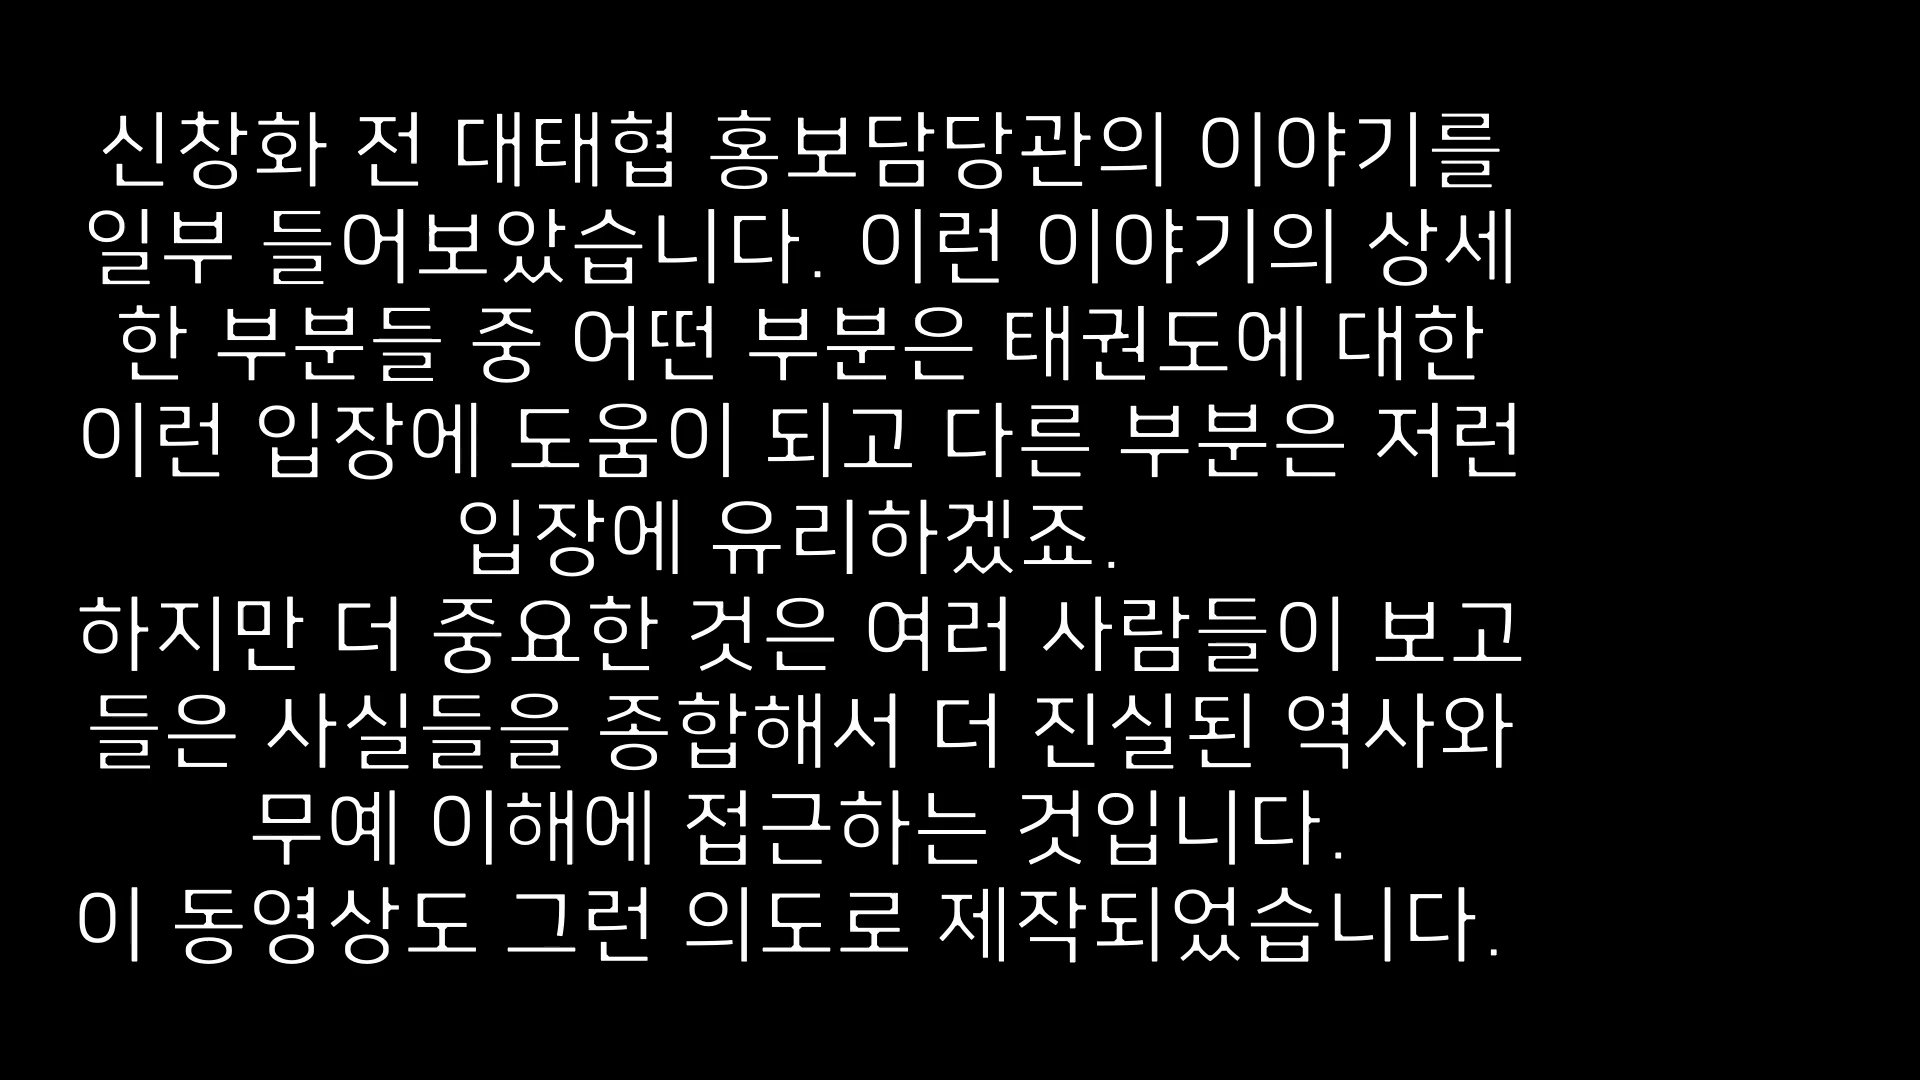 신창화 전 대태협 홍보담당관의 이야기를
일부 들어보았습니다. 이런 이야기의 상세
한 부분들 중 어떤 부분은 태권도에 대한
이런 입장에 도움이 되고 다른 부분은 저런
입장에 유리하겠죠.
하지만 더 중요한 것은 여러 사람들이 보고
들은 사실들을 종합해서 더 진실된 역사와
무예 이해에 접근하는 것입니다.
이 동영상도 그런 의도로 제작되었습니다.